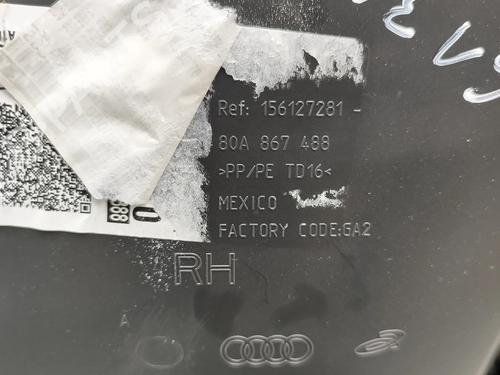 Ref: 156127281 -
80A 867 488
>PP/PE TD16<
MEXICO
FACTORY CODE:GA2
RH
A